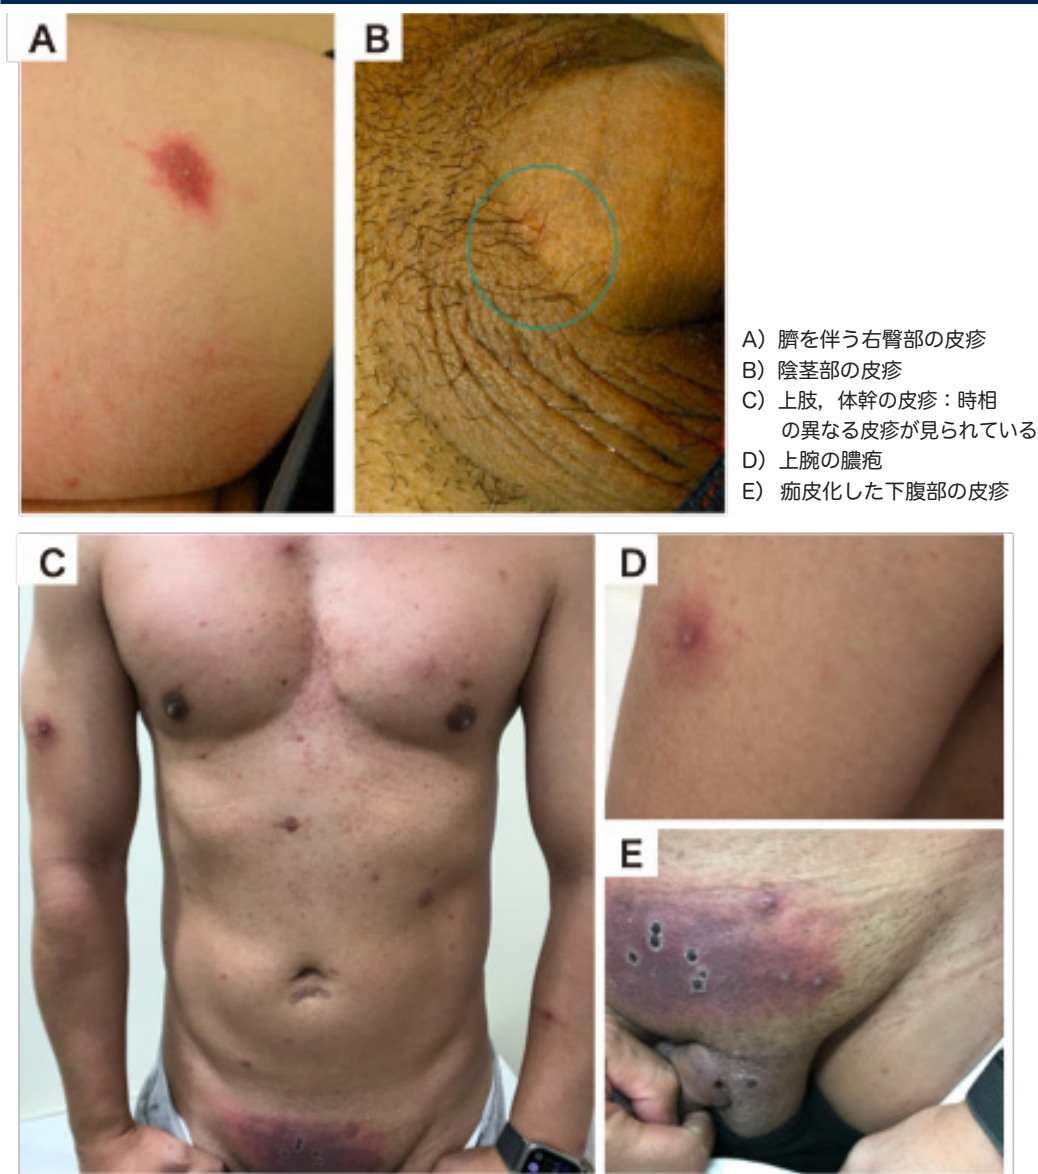 A
B
A）臍を伴う右臀部の皮疹
B）陰茎部の皮疹
C）上肢，体幹の皮疹：時相
の異なる皮疹が見られている
D）上腕の膿疱
E） 痂皮化した下腹部の皮疹
C
D
E